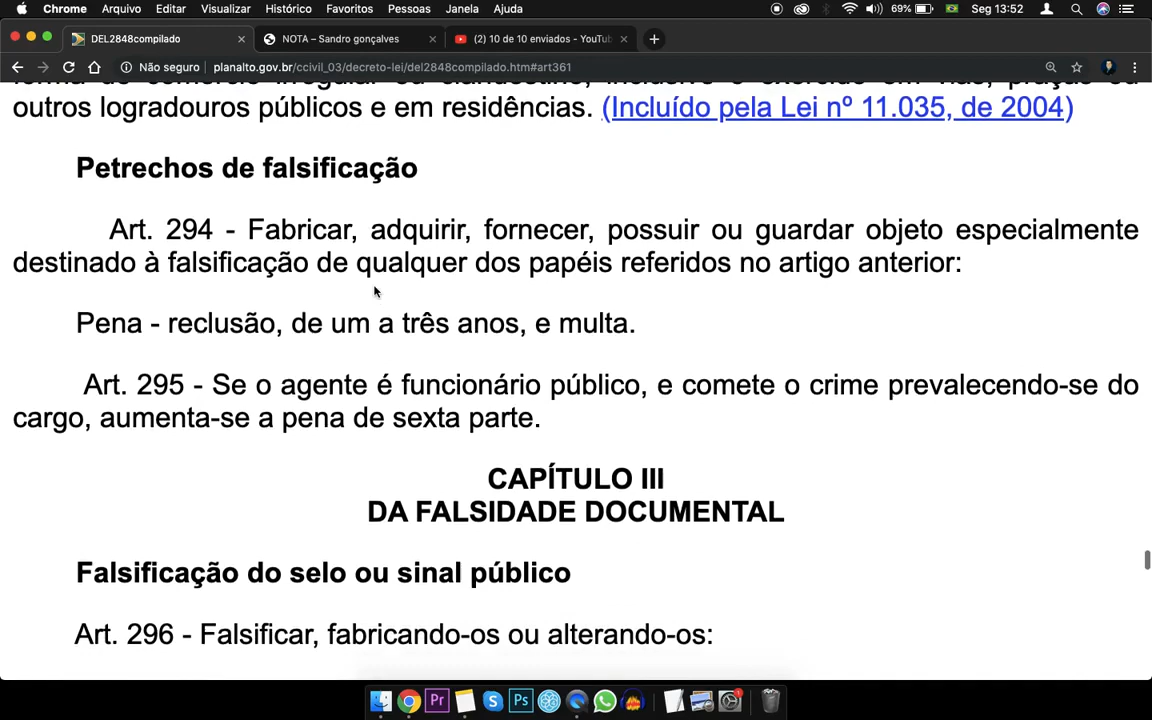 Chrome Arquivo Editar Visualizar Histórico Favoritos Pessoas Janela Ajuda 69% Seg 13:52
DEL2848compilado NOTA – Sandro gonçalves (2) 10 de 10 enviados - YouTub
Não seguro planalto.gov.br/ccivil_03/decreto-lei/del2848compilado.htm#art361
outros logradouros públicos e em residências. (Incluído pela Lei nº 11.035, de 2004)
Petrechos de falsificação
Art. 294 - Fabricar, adquirir, fornecer, possuir ou guardar objeto especialmente
destinado à falsificação de qualquer dos papéis referidos no artigo anterior:
Pena - reclusão, de um a três anos, e multa.
Art. 295 - Se o agente é funcionário público, e comete o crime prevalecendo-se do
cargo, aumenta-se a pena de sexta parte.
CAPÍTULO III
DA FALSIDADE DOCUMENTAL
Falsificação do selo ou sinal público
Art. 296 - Falsificar, fabricando-os ou alterando-os:
Pr S Ps 1